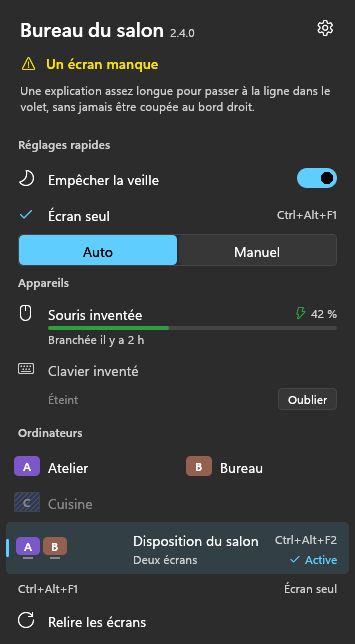 Bureau du salon 2.4.0
Un écran manque
Une explication assez longue pour passer à la ligne dans le
volet, sans jamais être coupée au bord droit.
Réglages rapides
Empêcher la veille
Écran seul Ctrl+Alt+F1
Auto Manuel
Appareils
Souris inventée 42 %
Branchée il y a 2 h
Clavier inventé
Éteint Oublier
Ordinateurs
A Atelier B Bureau
C Cuisine
A B Disposition du salon Ctrl+Alt+F2
Deux écrans Active
Ctrl+Alt+F1 Écran seul
Relire les écrans